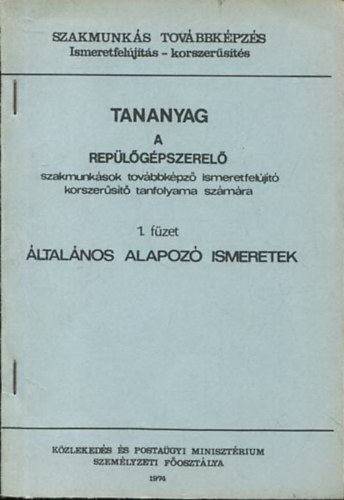 SZAKMUNKÁS TOVÁBBKÉPZÉS
Ismeretfelújítás - korszerűsítés
TANANYAG
A
REPÜLŐGÉPSZERELŐ
szakmunkások továbbképző ismeretfelújító
korszerűsítő tanfolyama számára
1. füzet
ÁLTALÁNOS ALAPOZÓ ISMERETEK
KÖZLEKEDÉS ÉS POSTAÜGYI MINISZTÉRIUM
SZEMÉLYZETI FŐOSZTÁLYA
1974